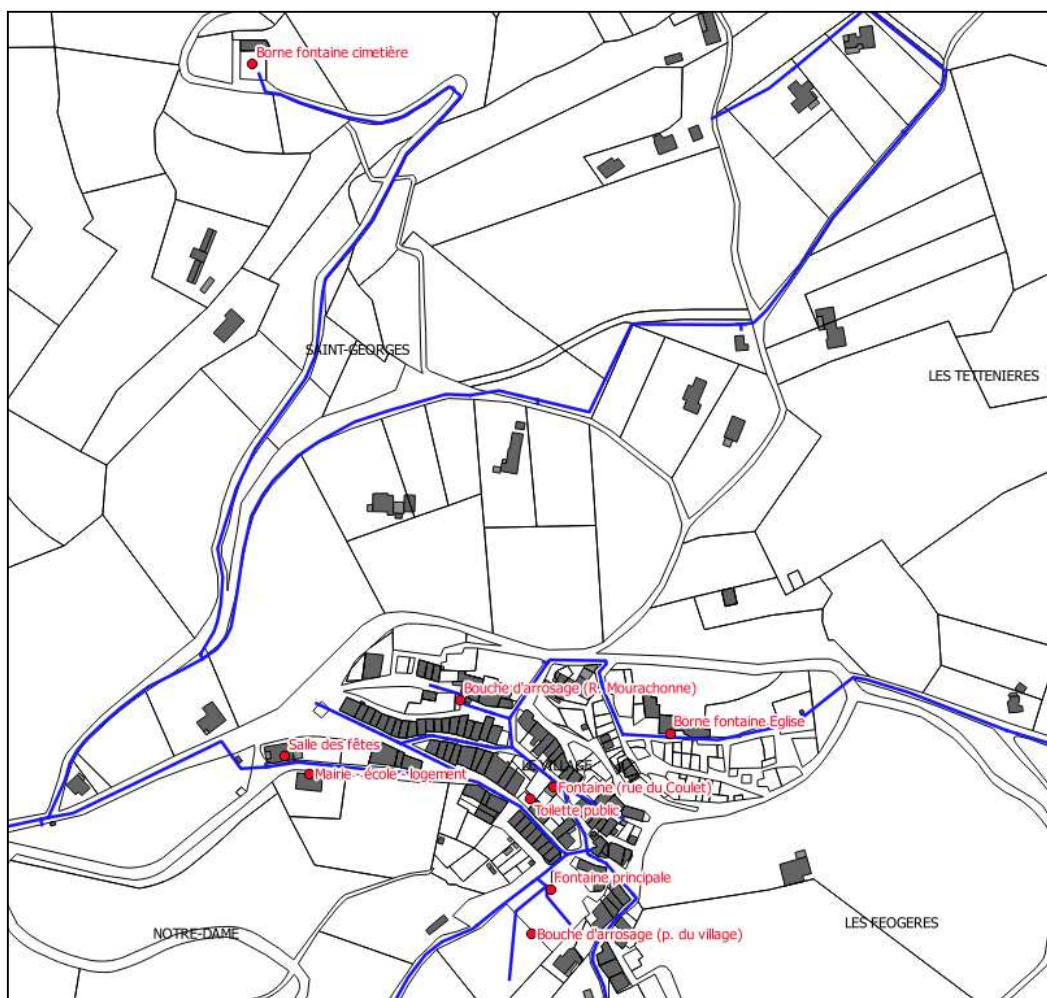 Borne fontaine cimetière
SAINT-GEORGES
LES TETTENIERES
Bouche d'arrosage (R. Mourachonne)
Borne fontaine Eglise
Salle des fêtes
LE VILLAGE
Mairie - école - logement
Fontaine (rue du Coulet)
Toilette public
Fontaine principale
LES FEOGERES
NOTRE-DAME
Bouche d'arrosage (p. du village)